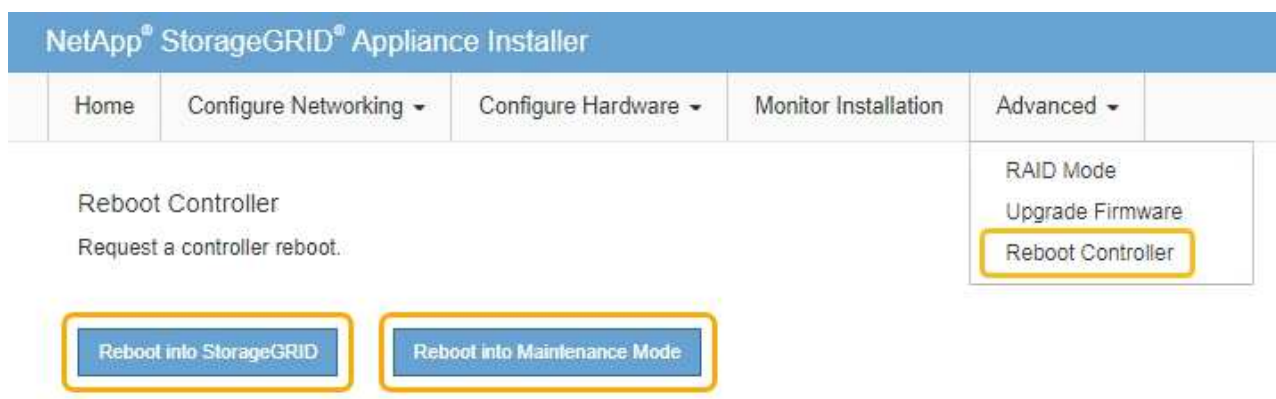 NetApp® StorageGRID® Appliance Installer
Home Configure Networking Configure Hardware Monitor Installation Advanced
RAID Mode
Upgrade Firmware
Reboot Controller
Reboot Controller
Request a controller reboot.
Reboot into StorageGRID Reboot into Maintenance Mode